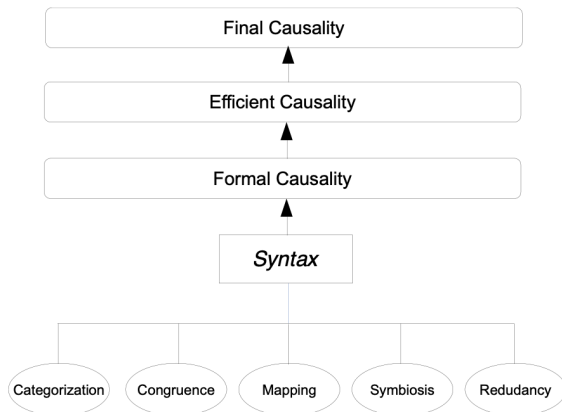 Final Causality
Efficient Causality
Formal Causality
Syntax
Categorization Congruence Mapping Symbiosis Redudancy